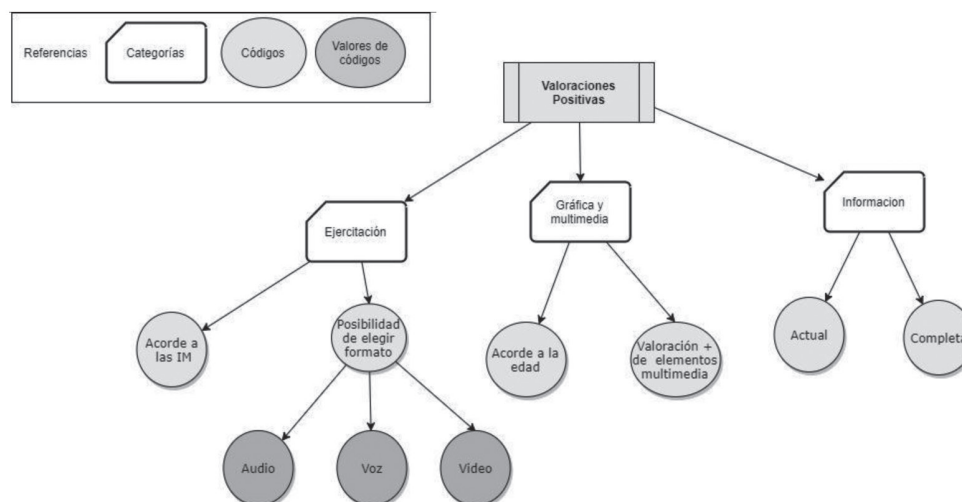 Referencias
Categorías
Códigos
Valores de
códigos
Valoraciones
Positivas
Ejercitación
Gráfica y
multimedia
Informacion
Acorde a
las IM
Posibilidad
de elegir
formato
Acorde a la
edad
Valoración +
de elementos
multimedia
Actual
Completa
Audio
Voz
Video